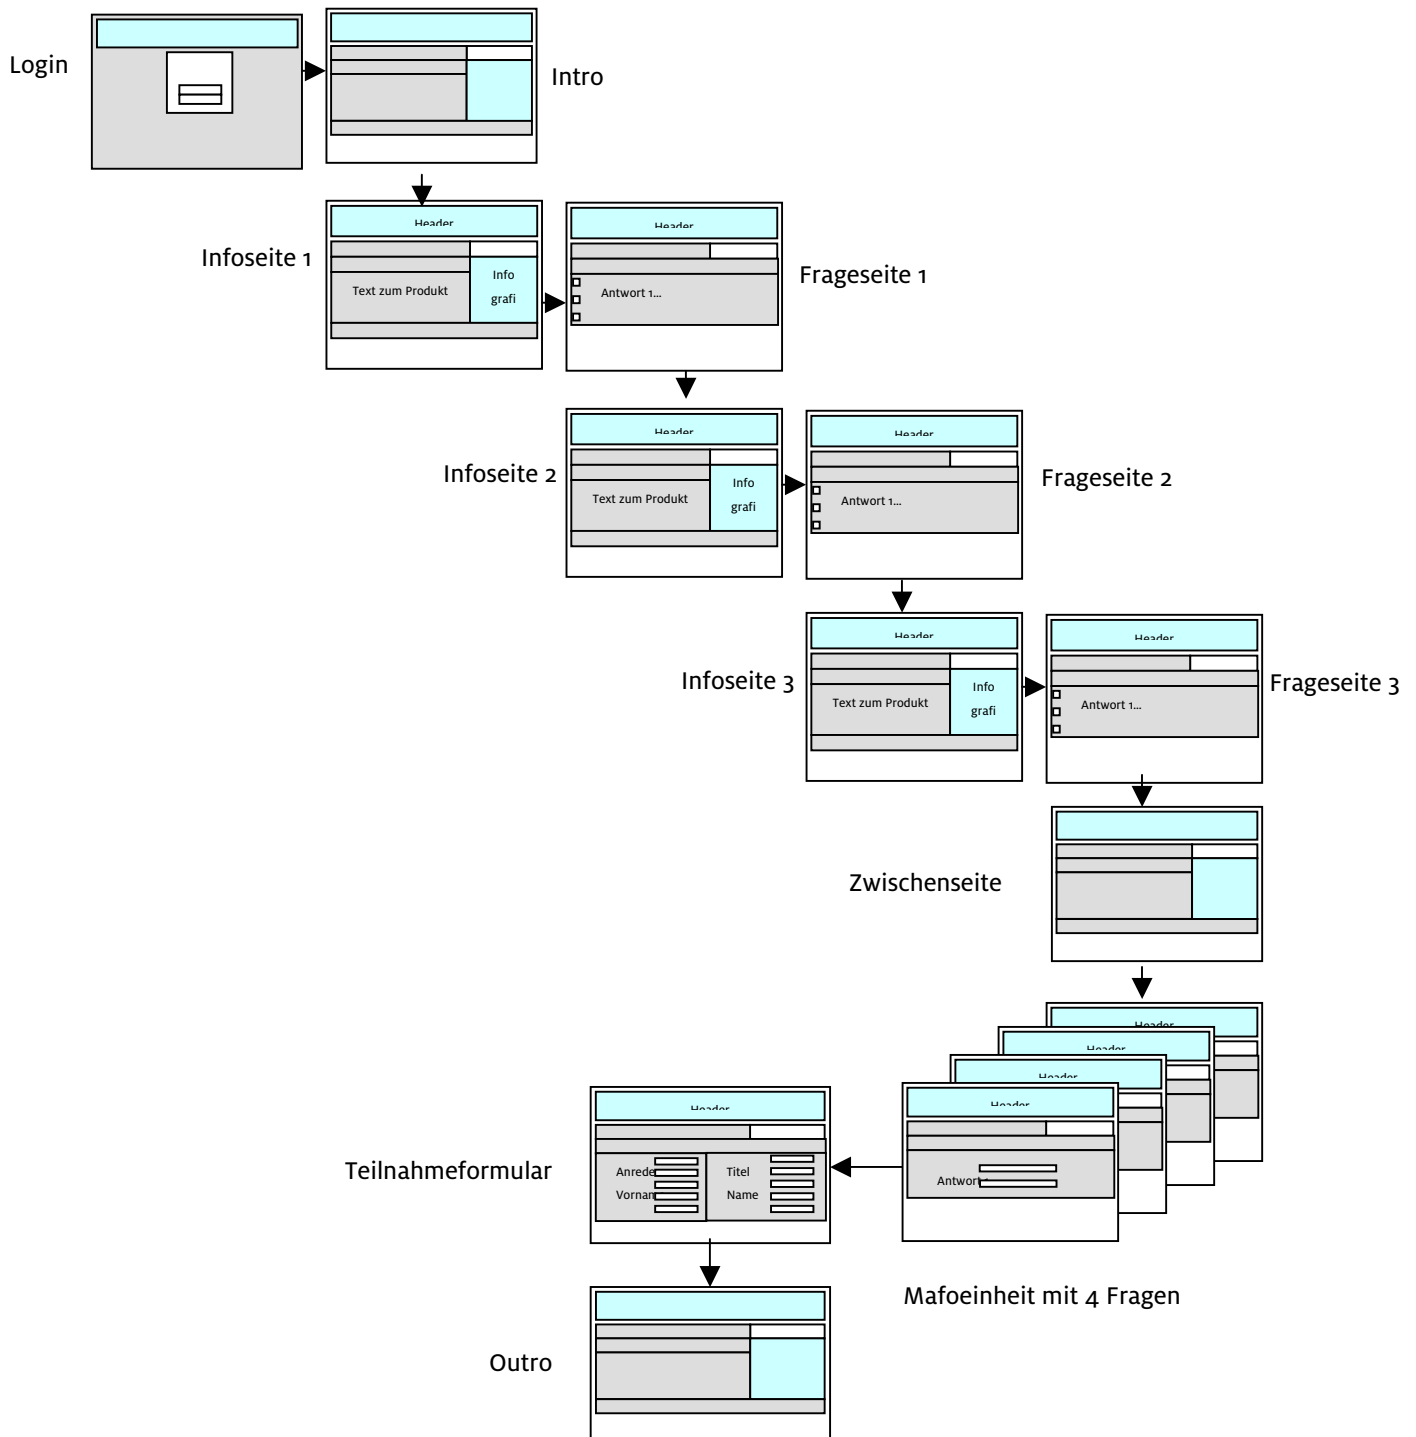 Login
Intro
Header
Infoseite 1
Text zum Produkt
Info
grafi
Header
Antwort 1...
Frageseite 1
Header
Infoseite 2
Text zum Produkt
Info
grafi
Header
Antwort 1...
Frageseite 2
Header
Infoseite 3
Text zum Produkt
Info
grafi
Header
Antwort 1...
Frageseite 3
Zwischenseite
Header
Header
Header
Header
Antwort
Teilnahmeformular
Header
Anrede
Titel
Vorname
Name
Mafoeinheit mit 4 Fragen
Outro